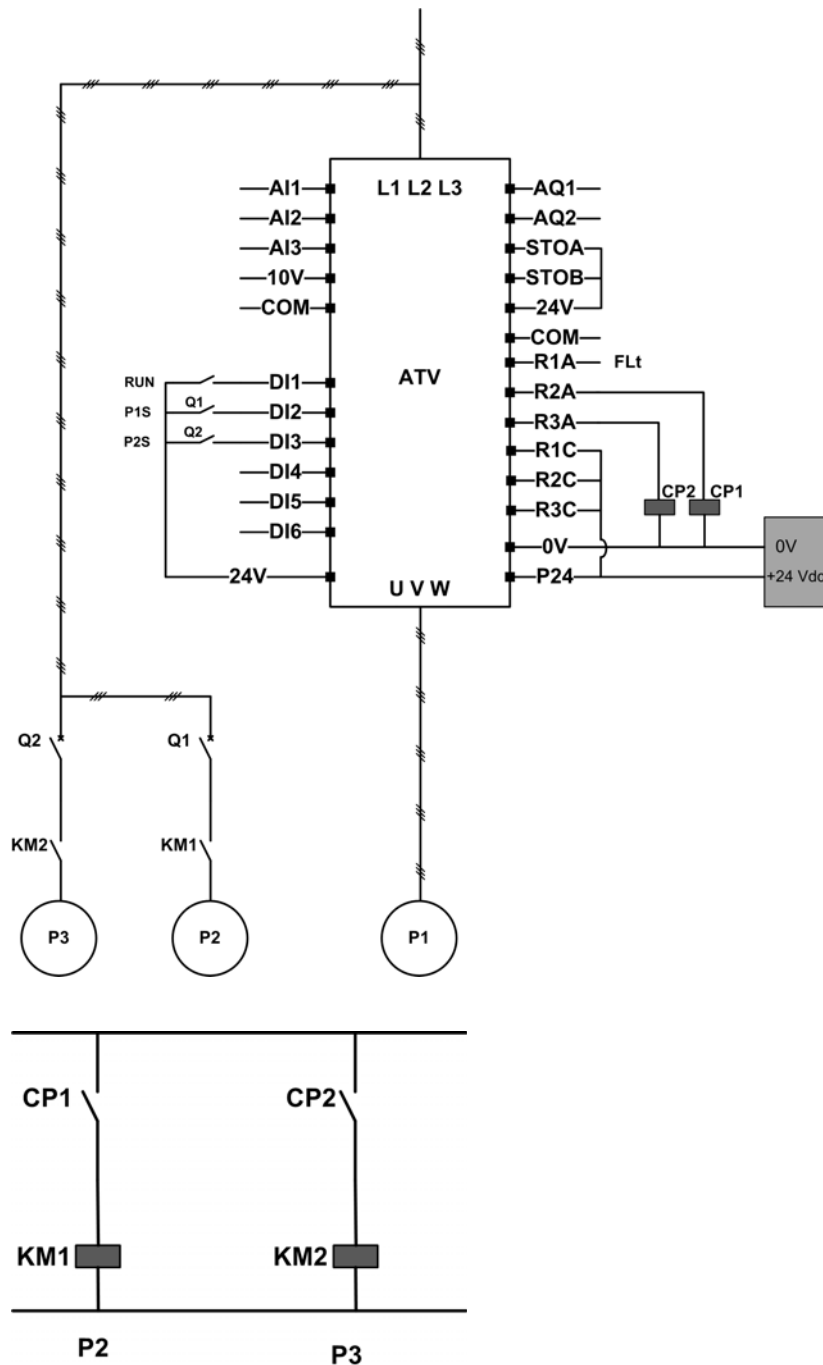 L1 L2 L3
AI1
AI2
AI3
10V
COM
AQ1
AQ2
STOA
STOB
24V
COM
ATV
R1A FLt
R2A
R3A
R1C
R2C
R3C
0V
P24
RUN DI1
P1S Q1 DI2
P2S Q2 DI3
DI4
DI5
DI6
24V
U V W
CP2 CP1
0V
+24 Vdc
Q2 Q1
KM2 KM1
P3 P2 P1
CP1 CP2
KM1 KM2
P2 P3